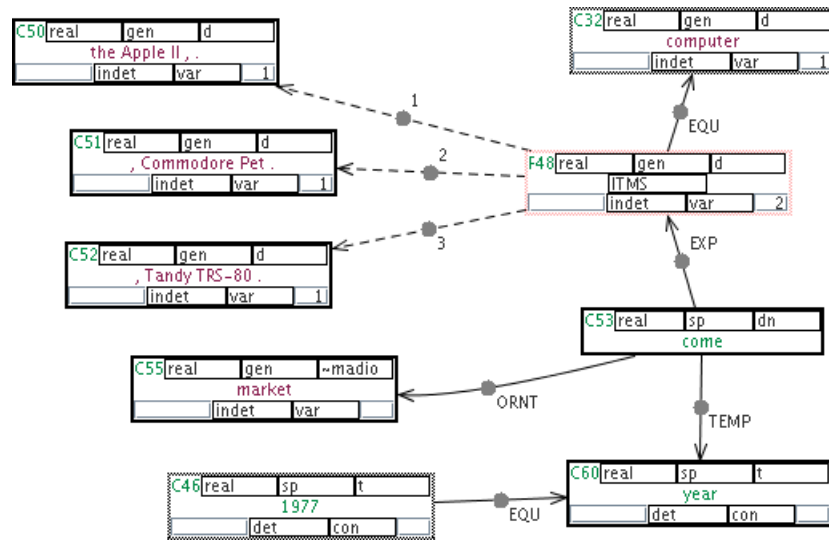 C50 real gen d
the Apple II , .
indet var 1
C32 real gen d
computer
indet var 1
1
EQU
C51 real gen d
, Commodore Pet .
indet var 1
2
F48 real gen d
ITMS
indet var 2
3
C52 real gen d
, Tandy TRS-80 .
indet var 1
EXP
C53 real sp dn
come
C55 real gen ~madio
market
indet var
ORNT
TEMP
C46 real sp t
1977
det con
EQU
C60 real sp t
year
det con